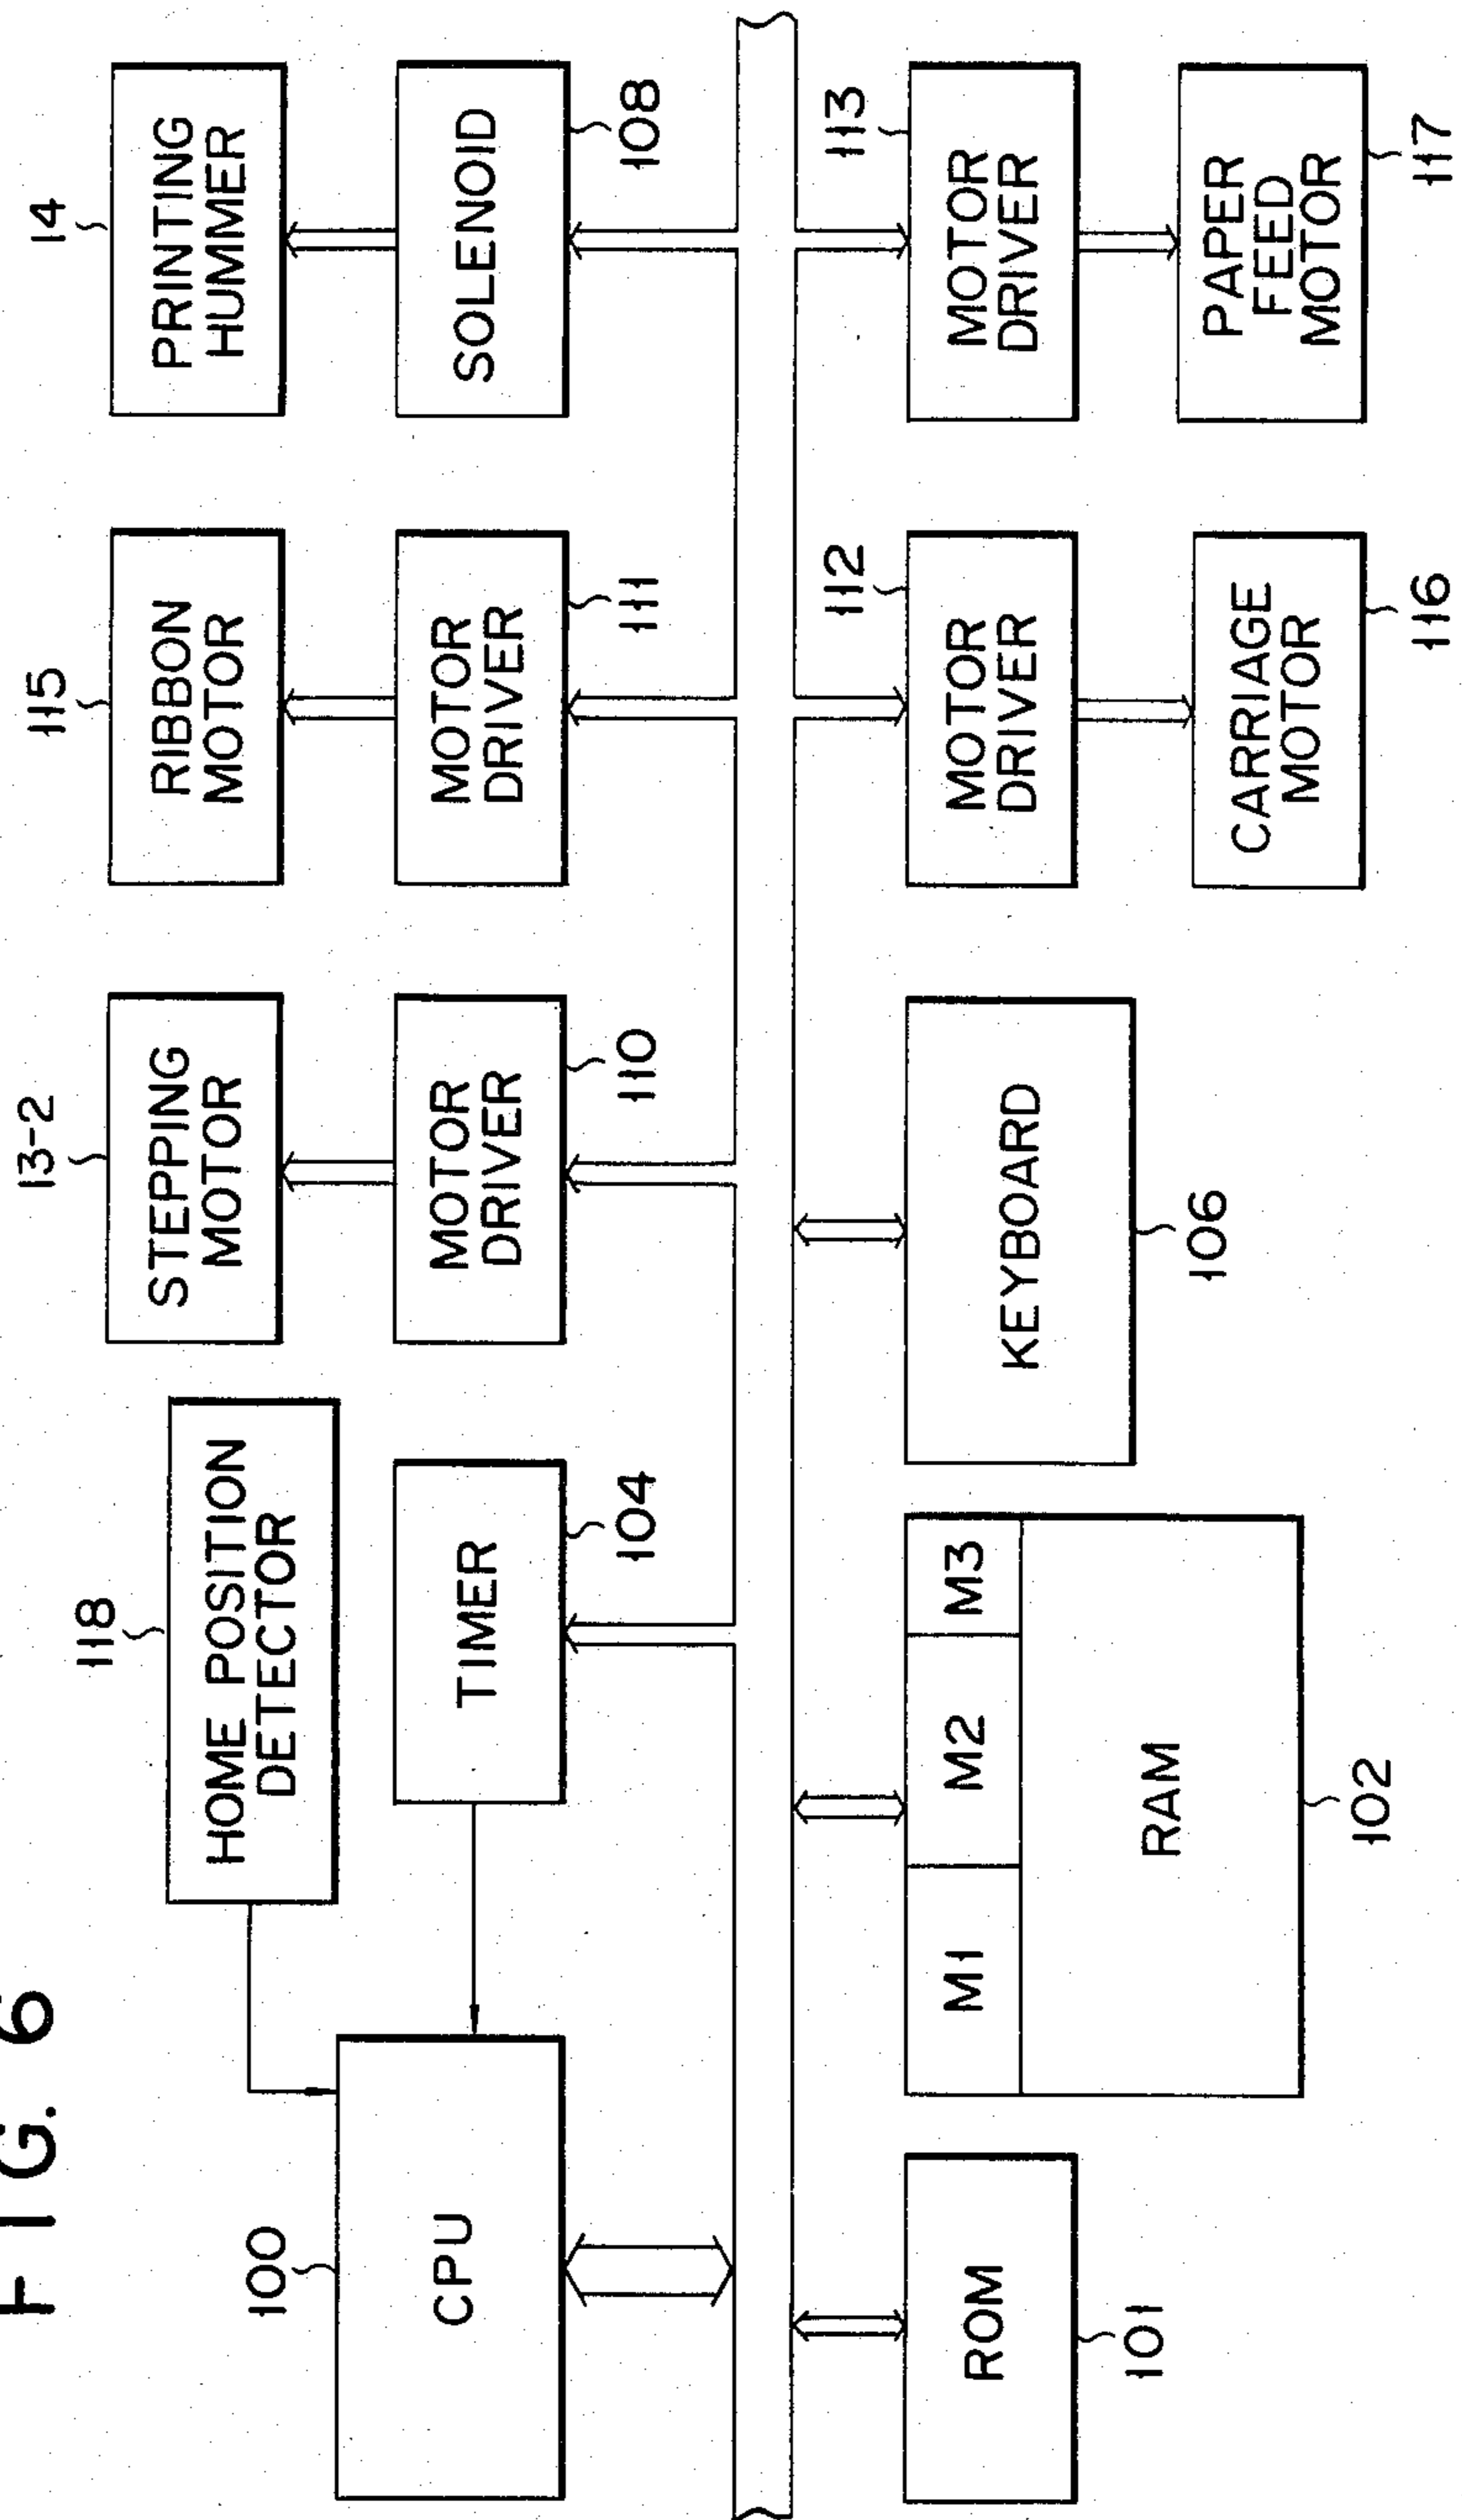 FIG. 6
118
HOME POSITION
DETECTOR
13-2
STEPPING
MOTOR
115
RIBBON
MOTOR
14
PRINTING
HUMMER
100
CPU
TIMER
104
MOTOR
DRIVER
110
MOTOR
DRIVER
111
SOLENOID
108
ROM
101
M1
M2
M3
RAM
102
KEYBOARD
106
112
MOTOR
DRIVER
113
MOTOR
DRIVER
CARRIAGE
MOTOR
116
PAPER
FEED
MOTOR
117